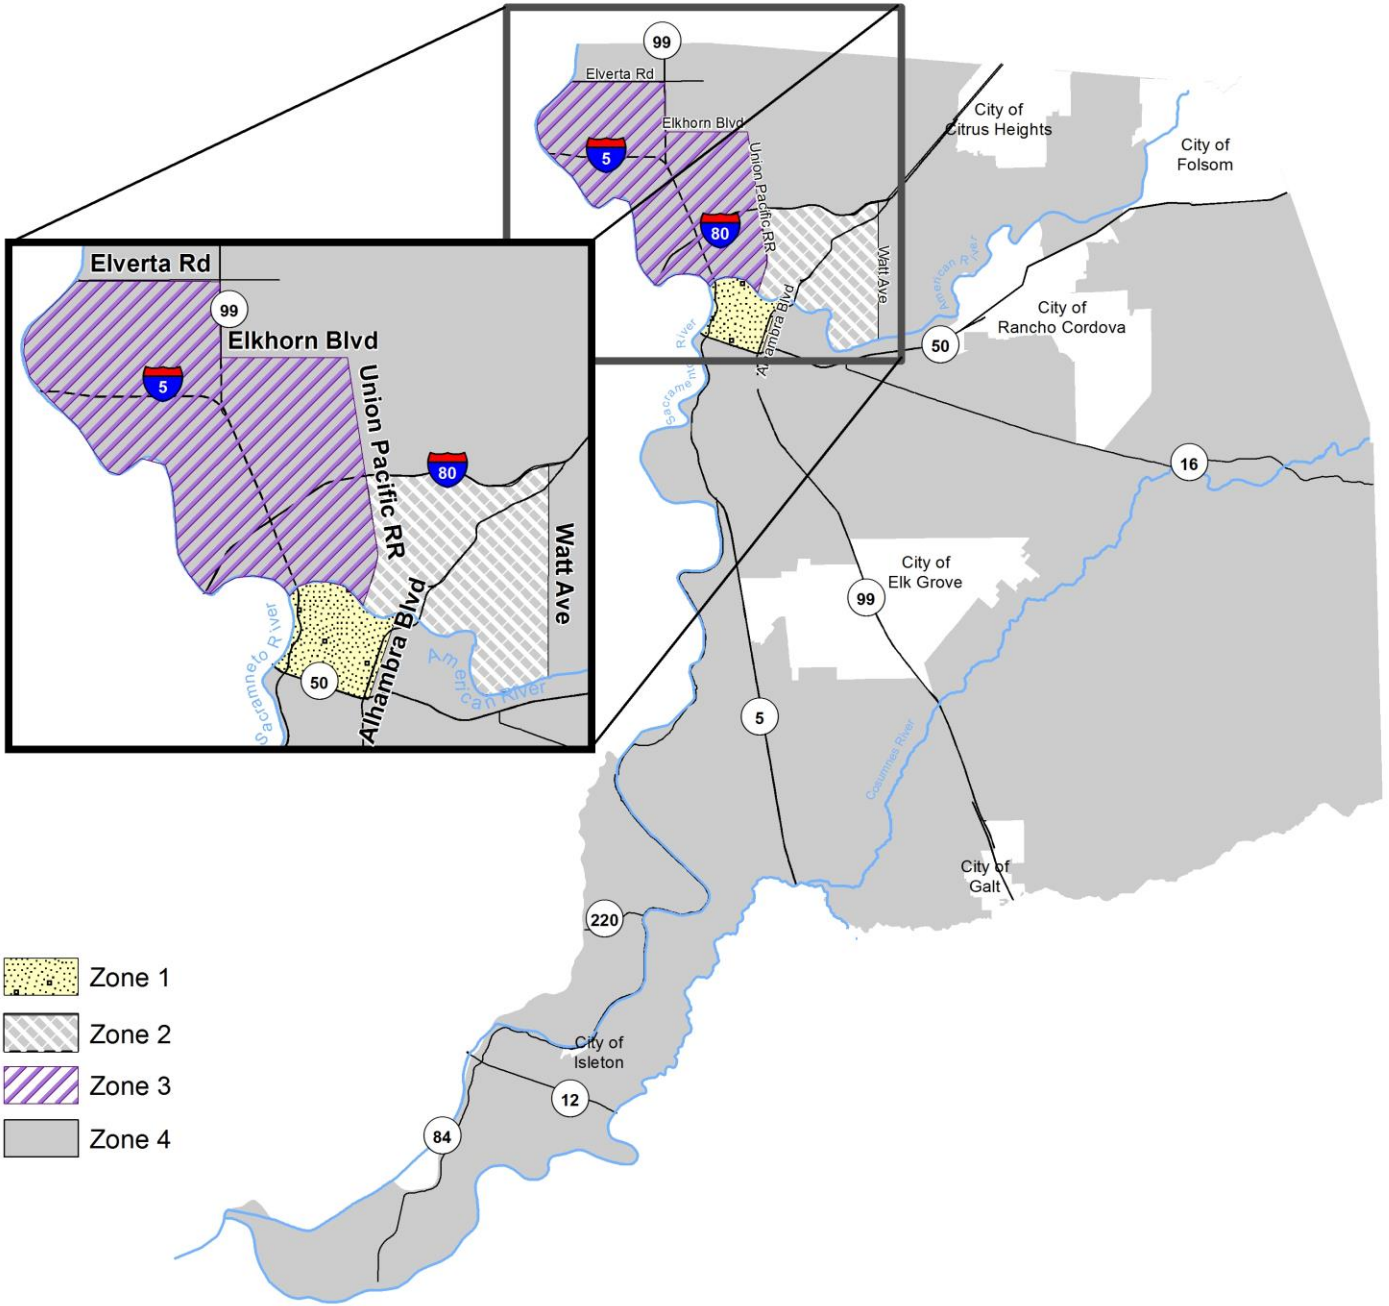 99
Elverta Rd
Elkhorn Blvd
5
Union Pacific RR
80
Watt Ave
Alhambra Blvd
City of
Citrus Heights
City of
Folsom
American River
City of
Rancho Cordova
50
Sacramento River
16
City of
Elk Grove
99
5
Cosumnes River
City of
Galt
220
City of
Isleton
12
84
Elverta Rd
99
Elkhorn Blvd
5
Union Pacific RR
80
Watt Ave
Alhambra Blvd
Sacramneto River
50
American River
Zone 1
Zone 2
Zone 3
Zone 4